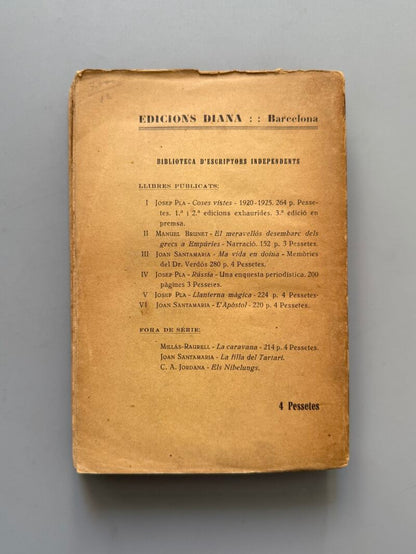 EDICIONS DIANA : : Barcelona
BIBLIOTECA D'ESCRIPTORS INDEPENDENTS
LLIBRES PUBLICATS:
I JOSEP PLA - Coses vistes - 1920-1925. 264 p. Pesse-
tes. 1.ª i 2.ª edicions exhaurides. 3.ª edició en
premsa.
II MANUEL BRUNET - El meravellós desembarc dels
grecs a Empúries - Narració. 152 p. 3 Pessetes.
III JOAN SANTAMARIA - Ma vida en doina - Memòries
del Dr. Verdós 280 p. 4 Pessetes.
IV JOSEP PLA - Rússia - Una enquesta periodística. 200
pàgines 3 Pessetes.
V JOSEP PLA - Llanterna màgica - 224 p. 4 Pessetes-
VI JOAN SANTAMARIA - L'Apòstol - 220 p. 4 Pessetes.
FORA DE SÈRIE:
MILLÁS-RAURELL - La caravana - 214 p. 4 Pessetes.
JOAN SANTAMARIA - La filla del Tartarí.
C. A. JORDANA - Els Nibelungs.
4 Pessetes